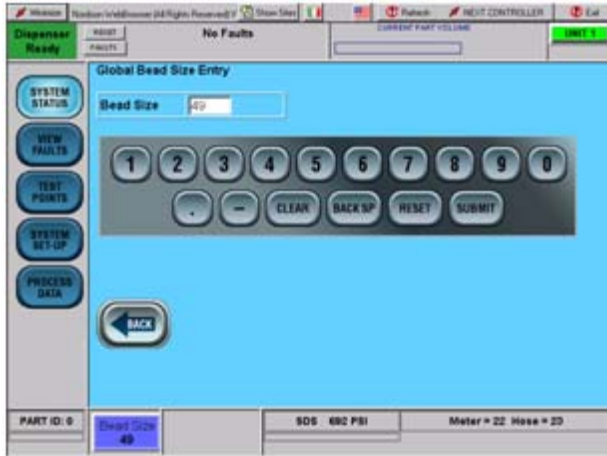 Minimize
Nordson WebBrowser (All Rights Reserved) V
Show Sites
Refresh
NEXT CONTROLLER
Exit
Dispenser
Ready
RESET
FAULTS
No Faults
CURRENT PART VOLUME
UNIT 1
SYSTEM
STATUS
VIEW
FAULTS
TEST
POINTS
SYSTEM
SET-UP
PROCESS
DATA
Global Bead Size Entry
Bead Size 49
1 2 3 4 5 6 7 8 9 0
. - CLEAR BACK SP RESET SUBMIT
BACK
PART ID: 0
Bead Size
49
SDS 692 PSI
Meter = 22 Hose = 23